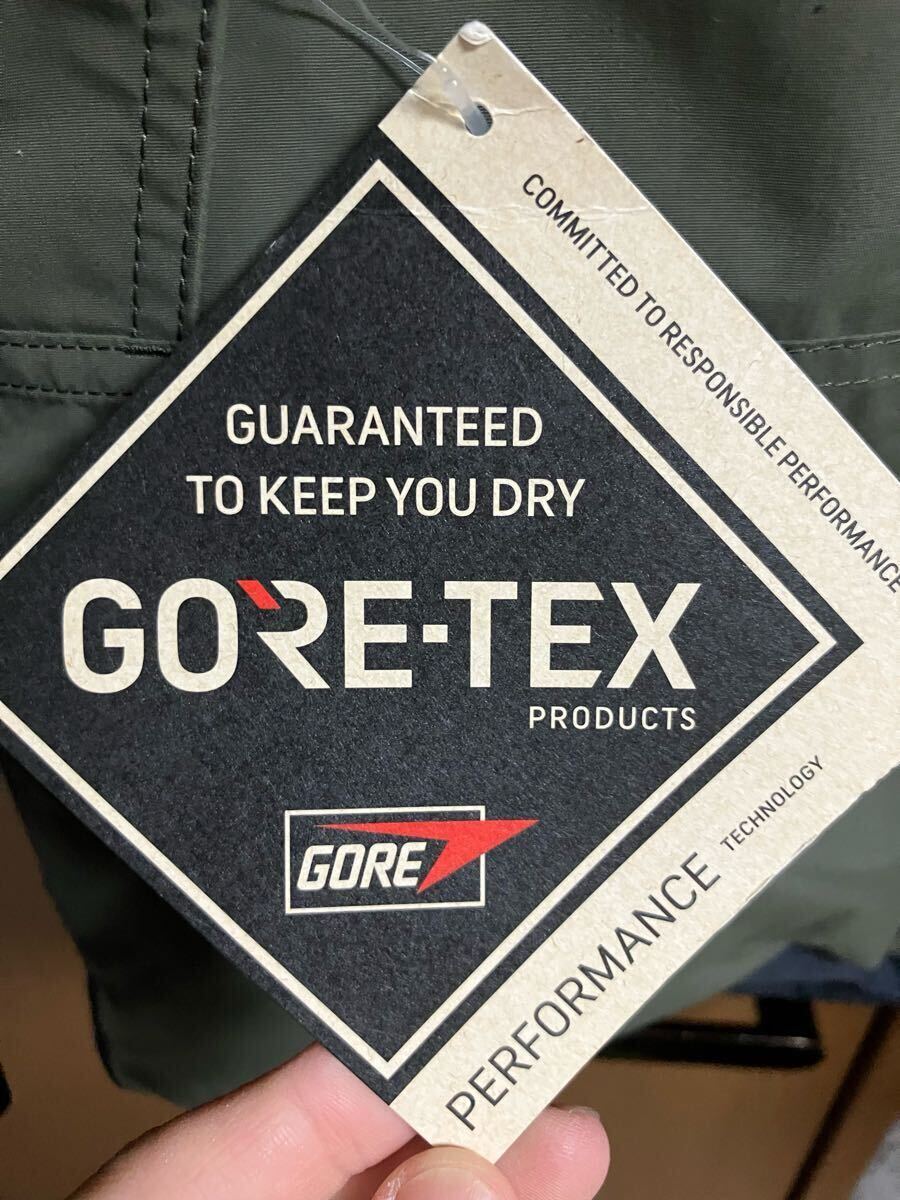 COMMITTED TO RESPONSIBLE PERFORMANCE
GUARANTEED
TO KEEP YOU DRY
GORE-TEX
PRODUCTS
GORE
PERFORMANCE TECHNOLOGY